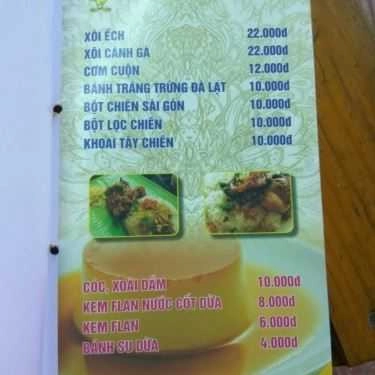 XÔI ẾCH 22.000đ
XÔI CÁNH GÀ 22.000đ
CƠM CUỘN 12.000đ
BÁNH TRÁNG TRỨNG ĐÀ LẠT 10.000đ
BỘT CHIÊN SÀI GÒN 10.000đ
BỘT LỌC CHIÊN 10.000đ
KHOAI TÂY CHIÊN 10.000đ
CÓC, XOÀI DẦM 10.000đ
KEM FLAN NƯỚC CỐT DỪA 8.000đ
KEM FLAN 6.000đ
BÁNH SU DỪA 4.000đ